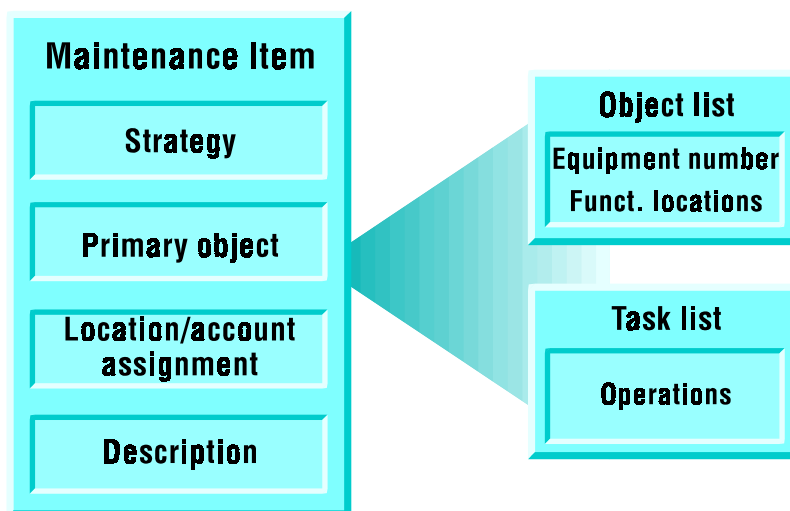 Maintenance Item
Strategy
Primary object
Location/account
assignment
Description
Object list
Equipment number
Funct. locations
Task list
Operations